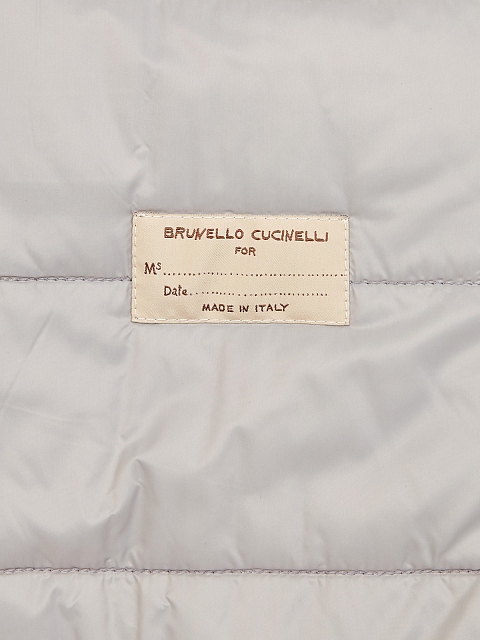 BRUNELLO CUCINELLI
FOR
Ms.............................................
Date...................................
MADE IN ITALY